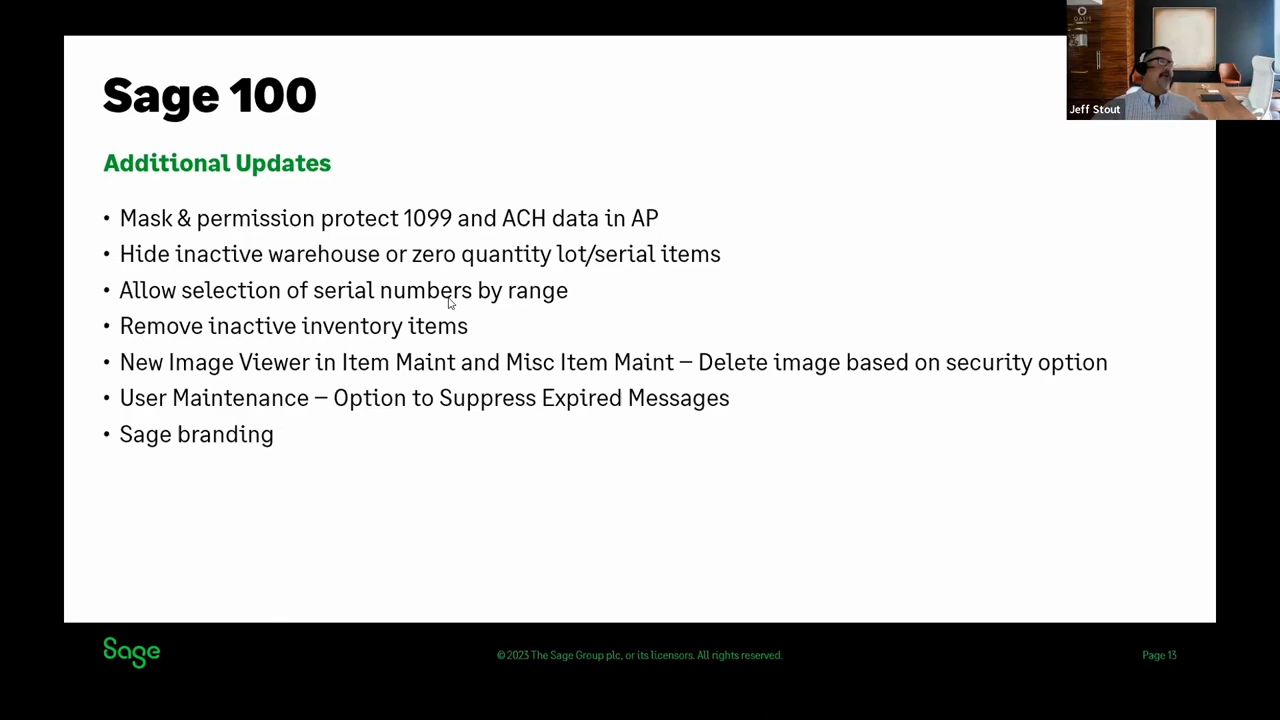 Sage 100
OASIS
Jeff Stout
Additional Updates
• Mask & permission protect 1099 and ACH data in AP
• Hide inactive warehouse or zero quantity lot/serial items
• Allow selection of serial numbers by range
• Remove inactive inventory items
• New Image Viewer in Item Maint and Misc Item Maint – Delete image based on security option
• User Maintenance – Option to Suppress Expired Messages
• Sage branding
Sage
©2023 The Sage Group plc, or its licensors. All rights reserved.
Page 13